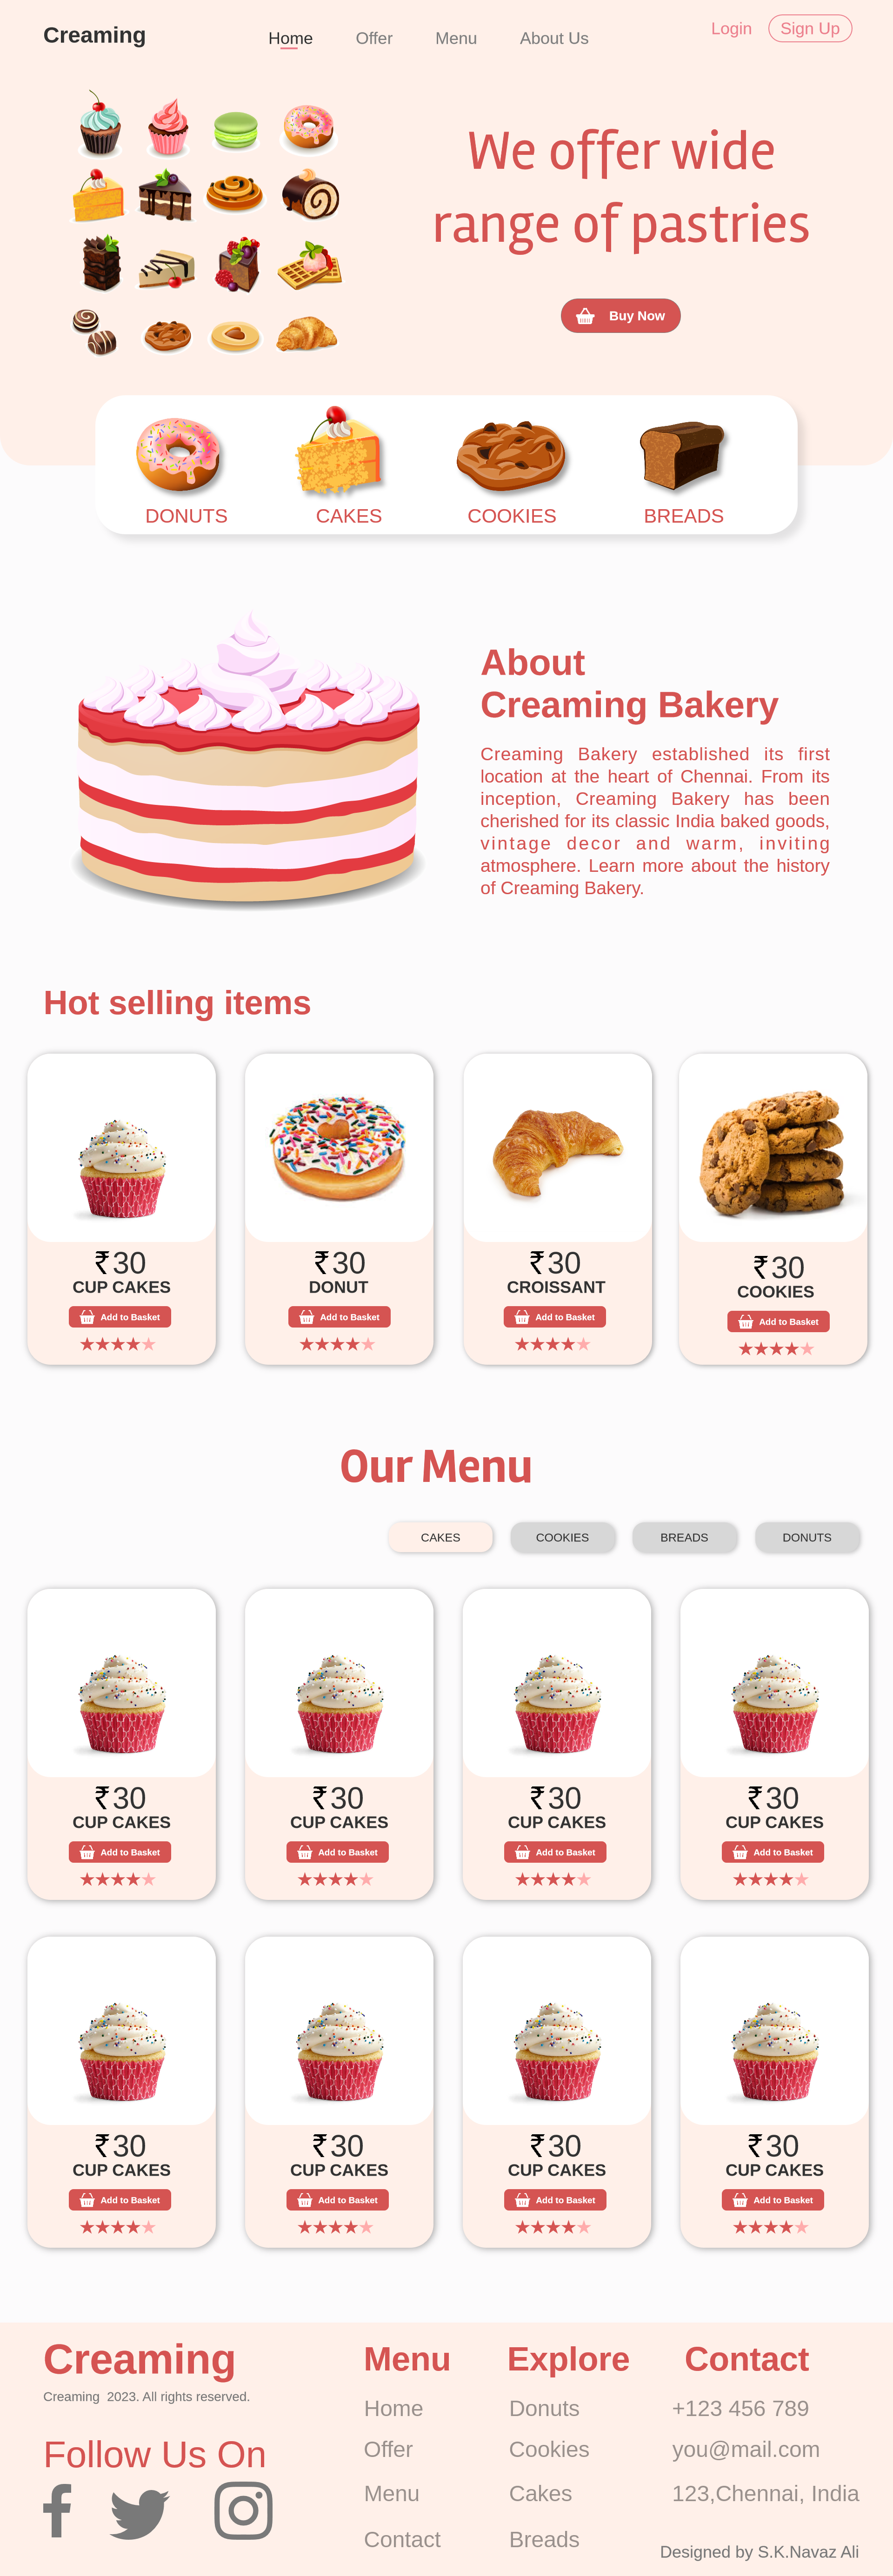 Creaming
Home Offer Menu About Us
Login Sign Up
We offer wide
range of pastries
Buy Now
DONUTS CAKES COOKIES BREADS
About
Creaming Bakery
Creaming Bakery established its first
location at the heart of Chennai. From its
inception, Creaming Bakery has been
cherished for its classic India baked goods,
vintage decor and warm, inviting
atmosphere. Learn more about the history
of Creaming Bakery.
Hot selling items
₹30
CUP CAKES
Add to Basket
₹30
DONUT
Add to Basket
₹30
CROISSANT
Add to Basket
₹30
COOKIES
Add to Basket
Our Menu
CAKES COOKIES BREADS DONUTS
₹30
CUP CAKES
Add to Basket
₹30
CUP CAKES
Add to Basket
₹30
CUP CAKES
Add to Basket
₹30
CUP CAKES
Add to Basket
₹30
CUP CAKES
Add to Basket
₹30
CUP CAKES
Add to Basket
₹30
CUP CAKES
Add to Basket
₹30
CUP CAKES
Add to Basket
Creaming
Creaming 2023. All rights reserved.
Follow Us On
Menu
Home
Offer
Menu
Contact
Explore
Donuts
Cookies
Cakes
Breads
Contact
+123 456 789
you@mail.com
123,Chennai, India
Designed by S.K.Navaz Ali